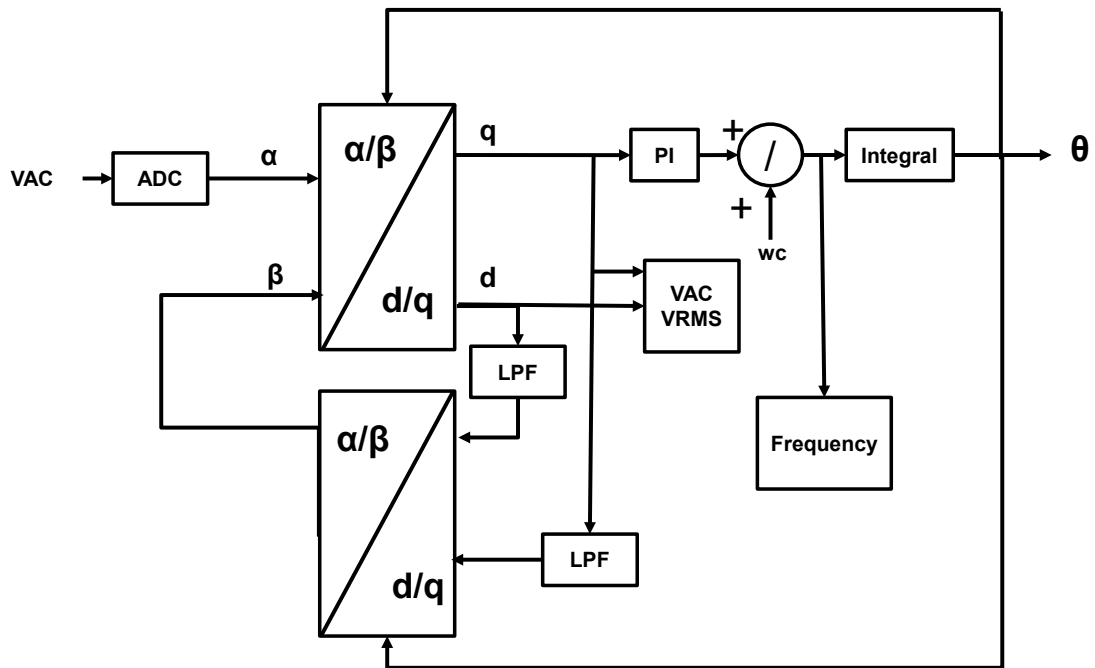 α/β
q
α
+
PI
/
Integral
θ
VAC
ADC
+
wc
β
d
d/q
VAC
VRMS
LPF
α/β
Frequency
LPF
d/q